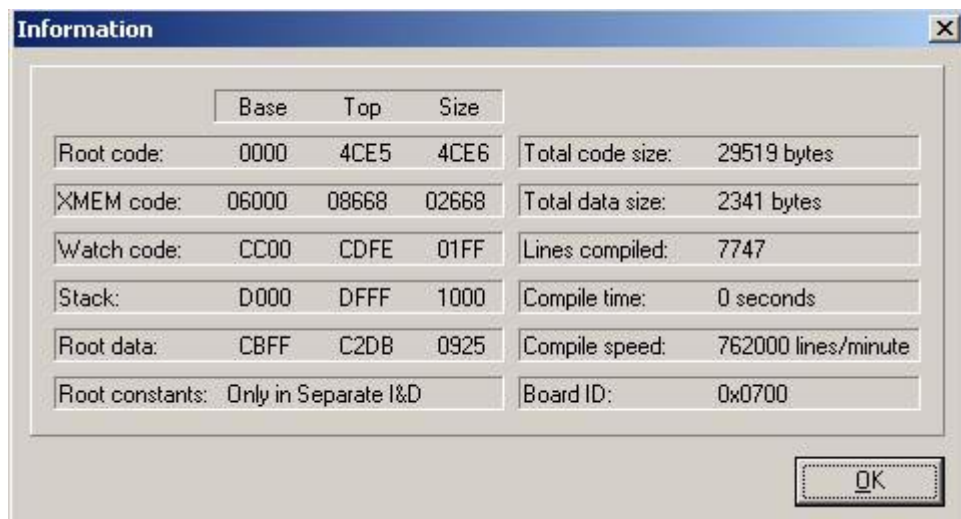 Information
Base Top Size
Root code: 0000 4CE5 4CE6 Total code size: 29519 bytes
XMEM code: 06000 08668 02668 Total data size: 2341 bytes
Watch code: CC00 CDFE 01FF Lines compiled: 7747
Stack: D000 DFFF 1000 Compile time: 0 seconds
Root data: CBFF C2DB 0925 Compile speed: 762000 lines/minute
Root constants: Only in Separate I&D Board ID: 0x0700
OK